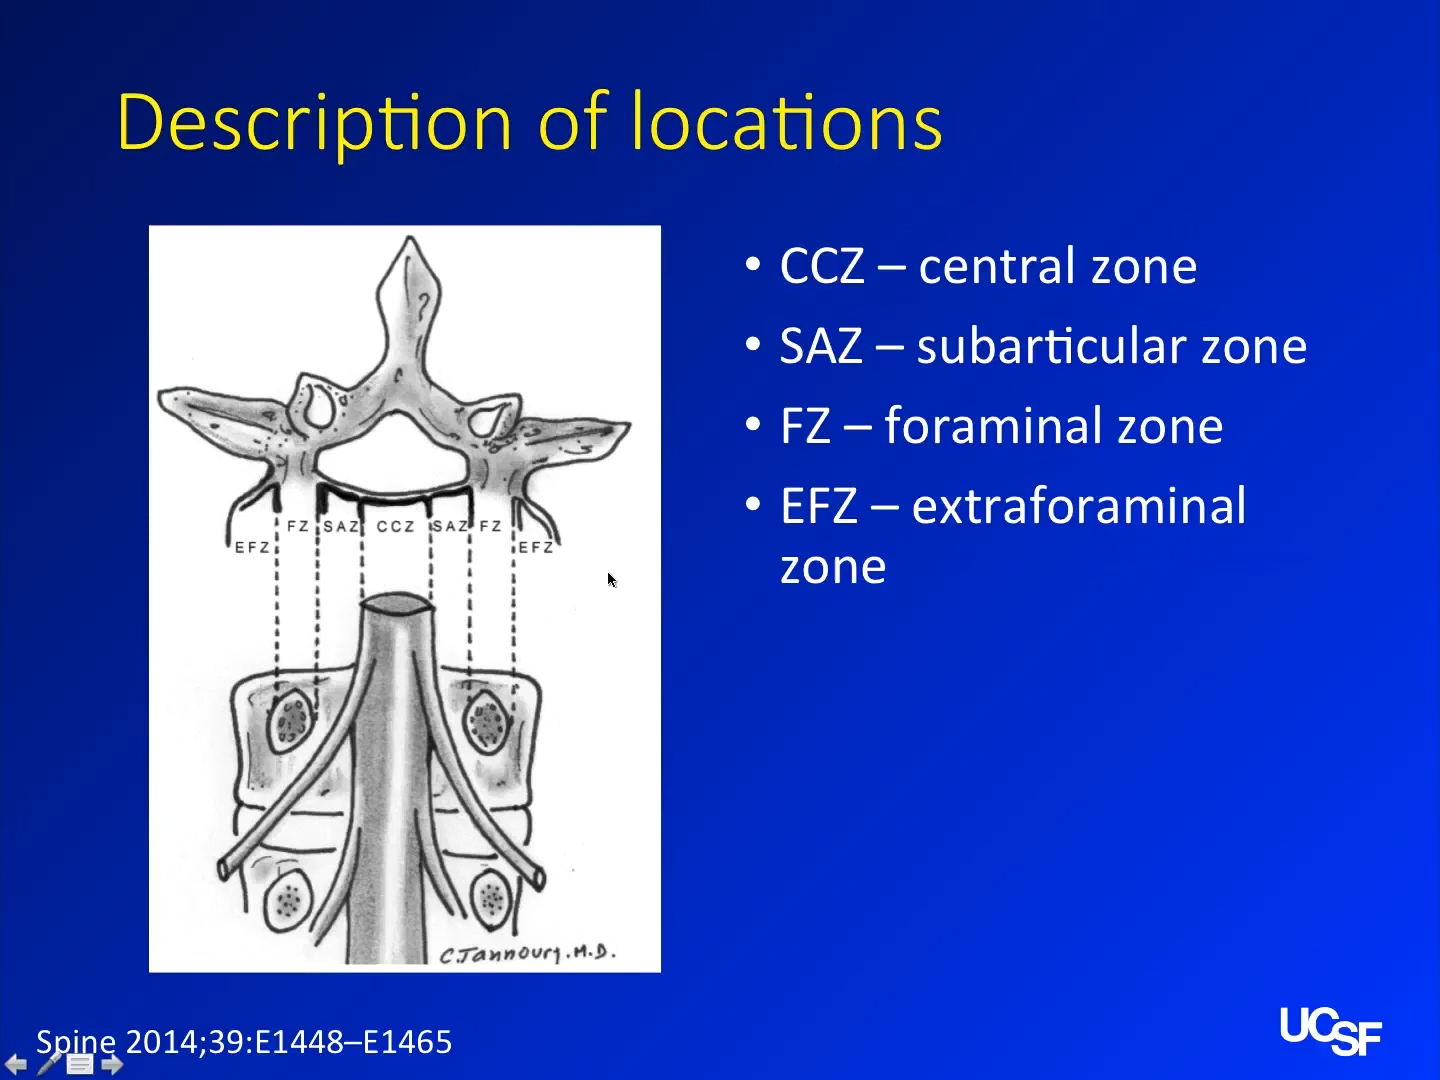 Description of locations
EFZ FZ SAZ CCZ SAZ FZ EFZ
C.Tannoury.M.D.
• CCZ – central zone
• SAZ – subarticular zone
• FZ – foraminal zone
• EFZ – extraforaminal
zone
Spine 2014;39:E1448–E1465
UCSF